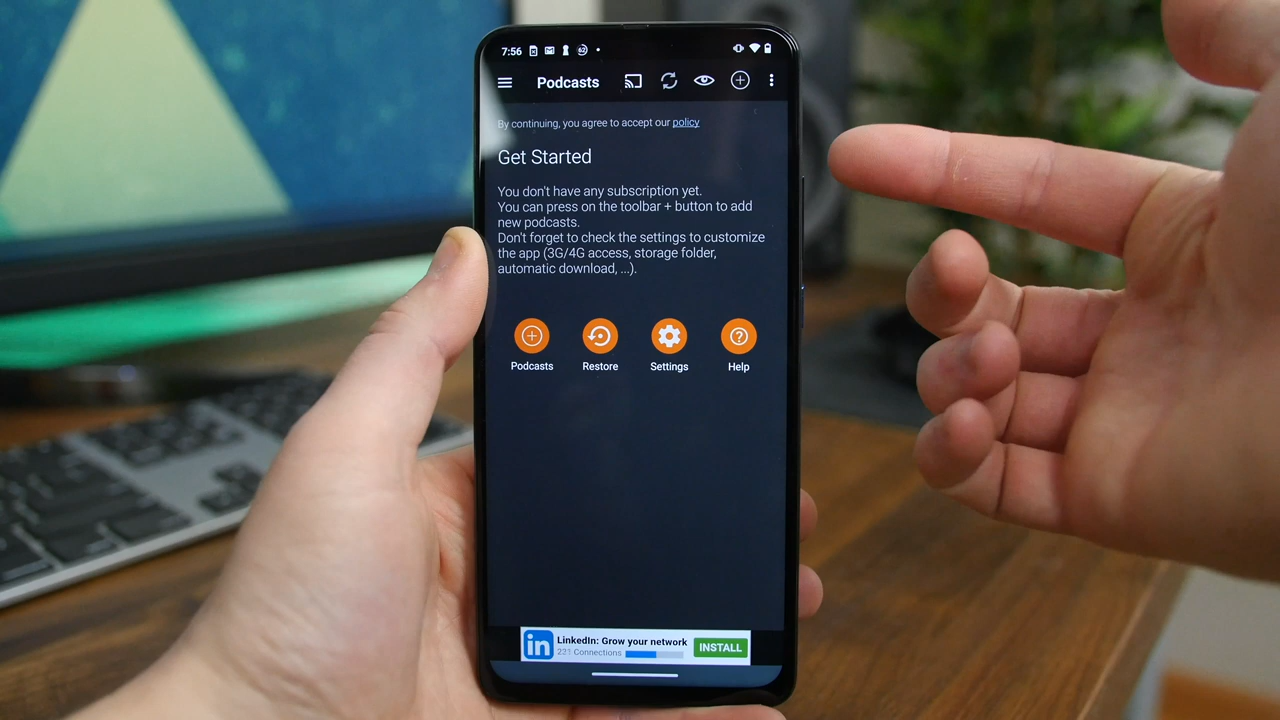 7:56
62
Podcasts
By continuing, you agree to accept our policy
Get Started
You don't have any subscription yet.
You can press on the toolbar + button to add
new podcasts.
Don't forget to check the settings to customize
the app (3G/4G access, storage folder,
automatic download, ...).
Podcasts
Restore
Settings
Help
in
LinkedIn: Grow your network
221 Connections
INSTALL